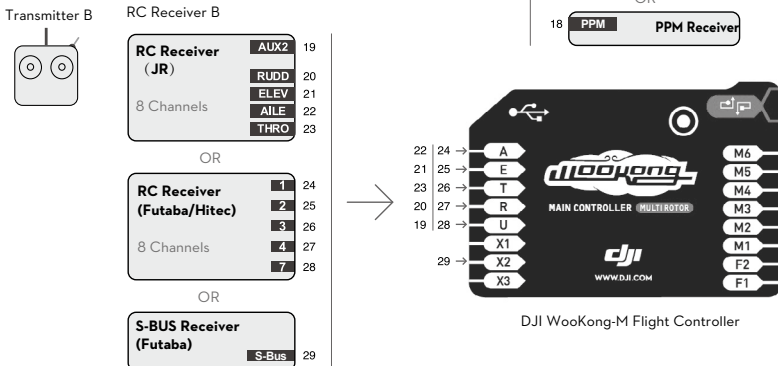 OR
18 PPM PPM Receiver
Transmitter B
RC Receiver B
RC Receiver
(JR)
8 Channels
AUX2 19
RUDD 20
ELEV 21
AILE 22
THRO 23
OR
RC Receiver
(Futaba/Hitec)
8 Channels
1 24
2 25
3 26
4 27
7 28
OR
S-BUS Receiver
(Futaba)
S-Bus 29
22 24 → A
21 25 → E
23 26 → T
20 27 → R
19 28 → U
X1
29 → X2
X3
WooKong
MAIN CONTROLLER MULTIROTOR
dji
WWW.DJI.COM
M6
M5
M4
M3
M2
M1
F2
F1
DJI WooKong-M Flight Controller